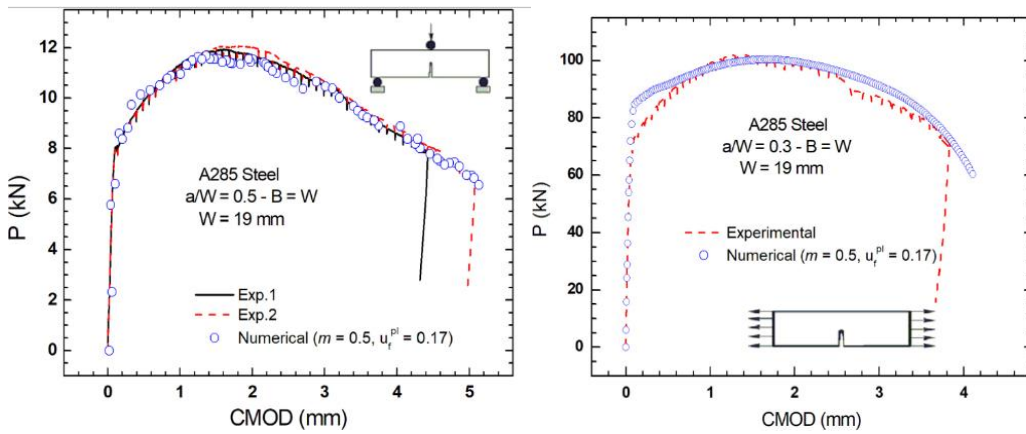 12
10
8
6
4
2
0
P (kN)
A285 Steel
a/W = 0.5 - B = W
W = 19 mm
Exp.1
Exp.2
Numerical (m = 0.5, u_f^pl = 0.17)
0 1 2 3 4 5
CMOD (mm)
120
100
80
60
40
20
0
P (kN)
A285 Steel
a/W = 0.3 - B = W
W = 19 mm
Experimental
Numerical (m = 0.5, u_f^pl = 0.17)
0 1 2 3 4
CMOD (mm)